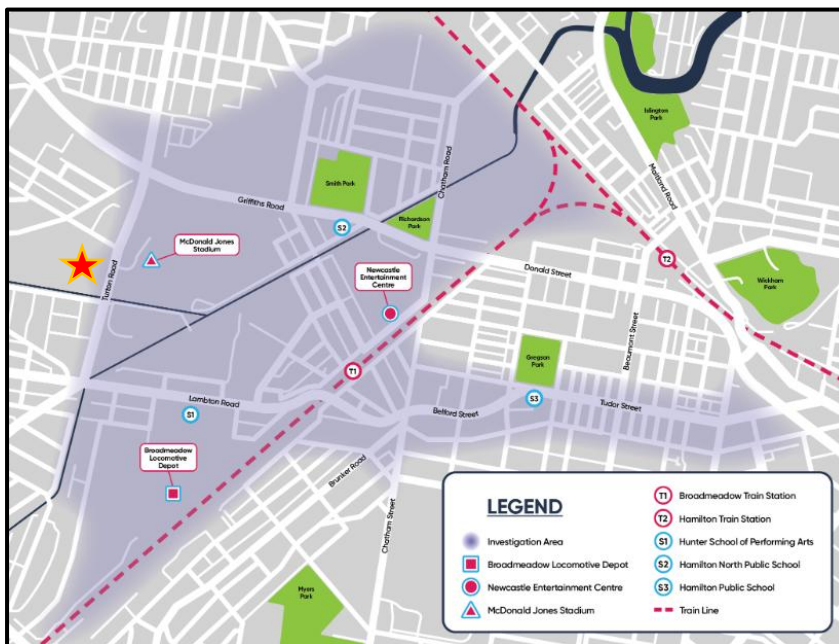 Islington
Park
Maitland Road
Smith Park
Chatham Road
Griffiths Road
S2
Richardson
Park
McDonald Jones
Stadium
Turton Road
Newcastle
Entertainment
Centre
Donald Street
T2
Wickham
Park
Beaumont Street
Gregson
Park
T1
Lambton Road
S1
Belford Street
S3
Tudor Street
Broadmeadow
Locomotive
Depot
Brunker Road
Chatham Street
Myers
Park
LEGEND
Investigation Area
Broadmeadow Locomotive Depot
Newcastle Entertainment Centre
McDonald Jones Stadium
T1 Broadmeadow Train Station
T2 Hamilton Train Station
S1 Hunter School of Performing Arts
S2 Hamilton North Public School
S3 Hamilton Public School
Train Line